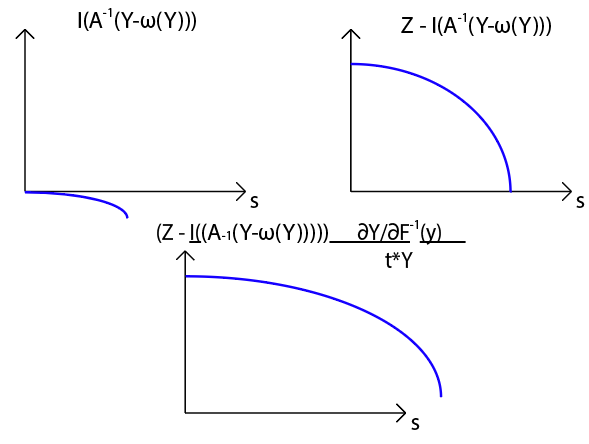 I(A⁻¹(Y-ω(Y)))
s
Z - I(A⁻¹(Y-ω(Y)))
s
(Z - I((A-1(Y-ω(Y))))) ∂Y/∂F⁻¹(y)
t*Y
s